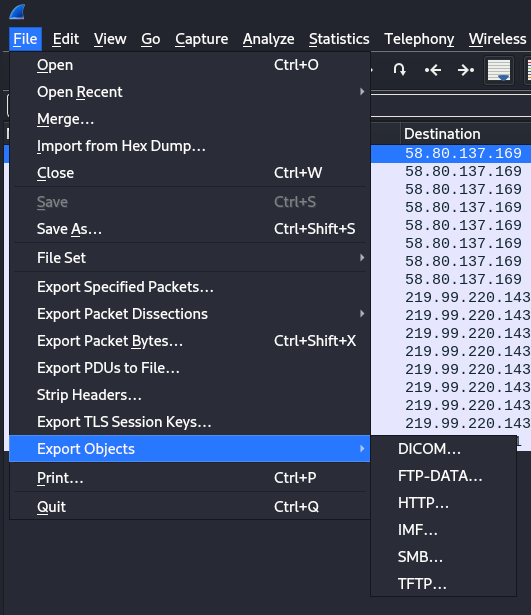 File Edit View Go Capture Analyze Statistics Telephony Wireless
Open Ctrl+O
Open Recent
Merge...
Import from Hex Dump...
Close Ctrl+W
Save Ctrl+S
Save As... Ctrl+Shift+S
File Set
Export Specified Packets...
Export Packet Dissections
Export Packet Bytes... Ctrl+Shift+X
Export PDUs to File...
Strip Headers...
Export TLS Session Keys...
Export Objects
Print... Ctrl+P
Quit Ctrl+Q
DICOM...
FTP-DATA...
HTTP...
IMF...
SMB...
TFTP...
Destination
58.80.137.169
58.80.137.169
58.80.137.169
58.80.137.169
58.80.137.169
58.80.137.169
58.80.137.169
58.80.137.169
219.99.220.143
219.99.220.143
219.99.220.143
219.99.220.143
219.99.220.143
219.99.220.143
219.99.220.143
219.99.220.143